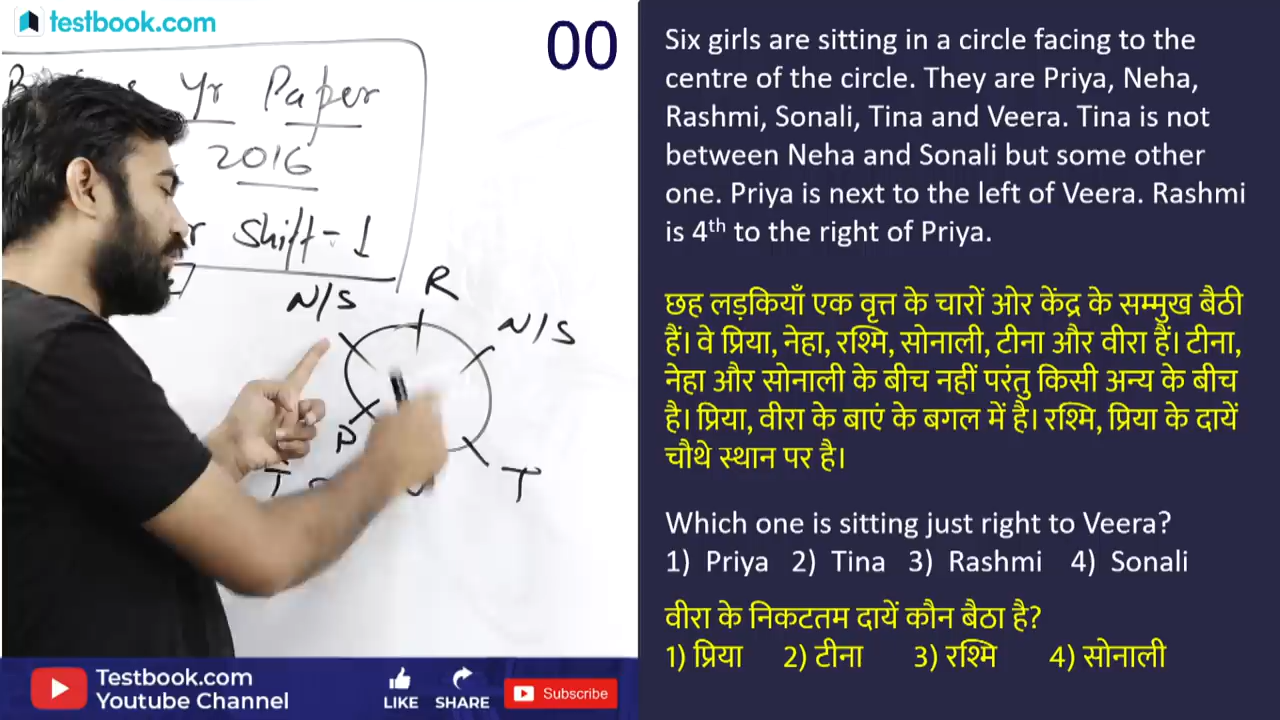 testbook.com
00
Yr Paper
2016
Shift-1
R
N/S
N/S
P
T
T
Six girls are sitting in a circle facing to the
centre of the circle. They are Priya, Neha,
Rashmi, Sonali, Tina and Veera. Tina is not
between Neha and Sonali but some other
one. Priya is next to the left of Veera. Rashmi
is 4th to the right of Priya.
छह लड़कियाँ एक वृत्त के चारों ओर केंद्र के सम्मुख बैठी
हैं। वे प्रिया, नेहा, रश्मि, सोनाली, टीना और वीरा हैं। टीना,
नेहा और सोनाली के बीच नहीं परंतु किसी अन्य के बीच
है। प्रिया, वीरा के बाएं के बगल में है। रश्मि, प्रिया के दायें
चौथे स्थान पर है।
Which one is sitting just right to Veera?
1) Priya 2) Tina 3) Rashmi 4) Sonali
वीरा के निकटतम दायें कौन बैठा है?
1) प्रिया 2) टीना 3) रश्मि 4) सोनाली
Testbook.com
YouTube Channel
LIKE SHARE Subscribe